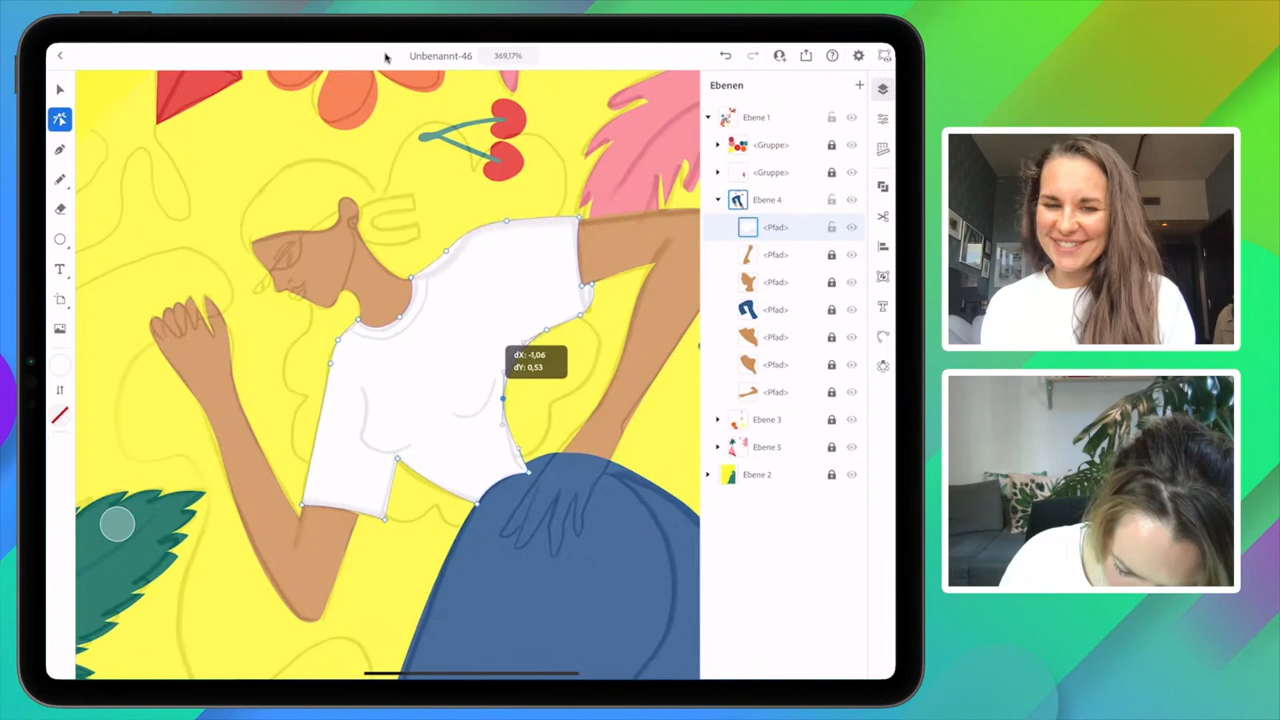 Unbenannt-46
369,17%
Ebenen
Ebene 1
<Gruppe>
<Gruppe>
Ebene 4
<Pfad>
<Pfad>
<Pfad>
<Pfad>
<Pfad>
<Pfad>
<Pfad>
Ebene 3
Ebene 5
Ebene 2
dX: -1,06
dY: 0,53